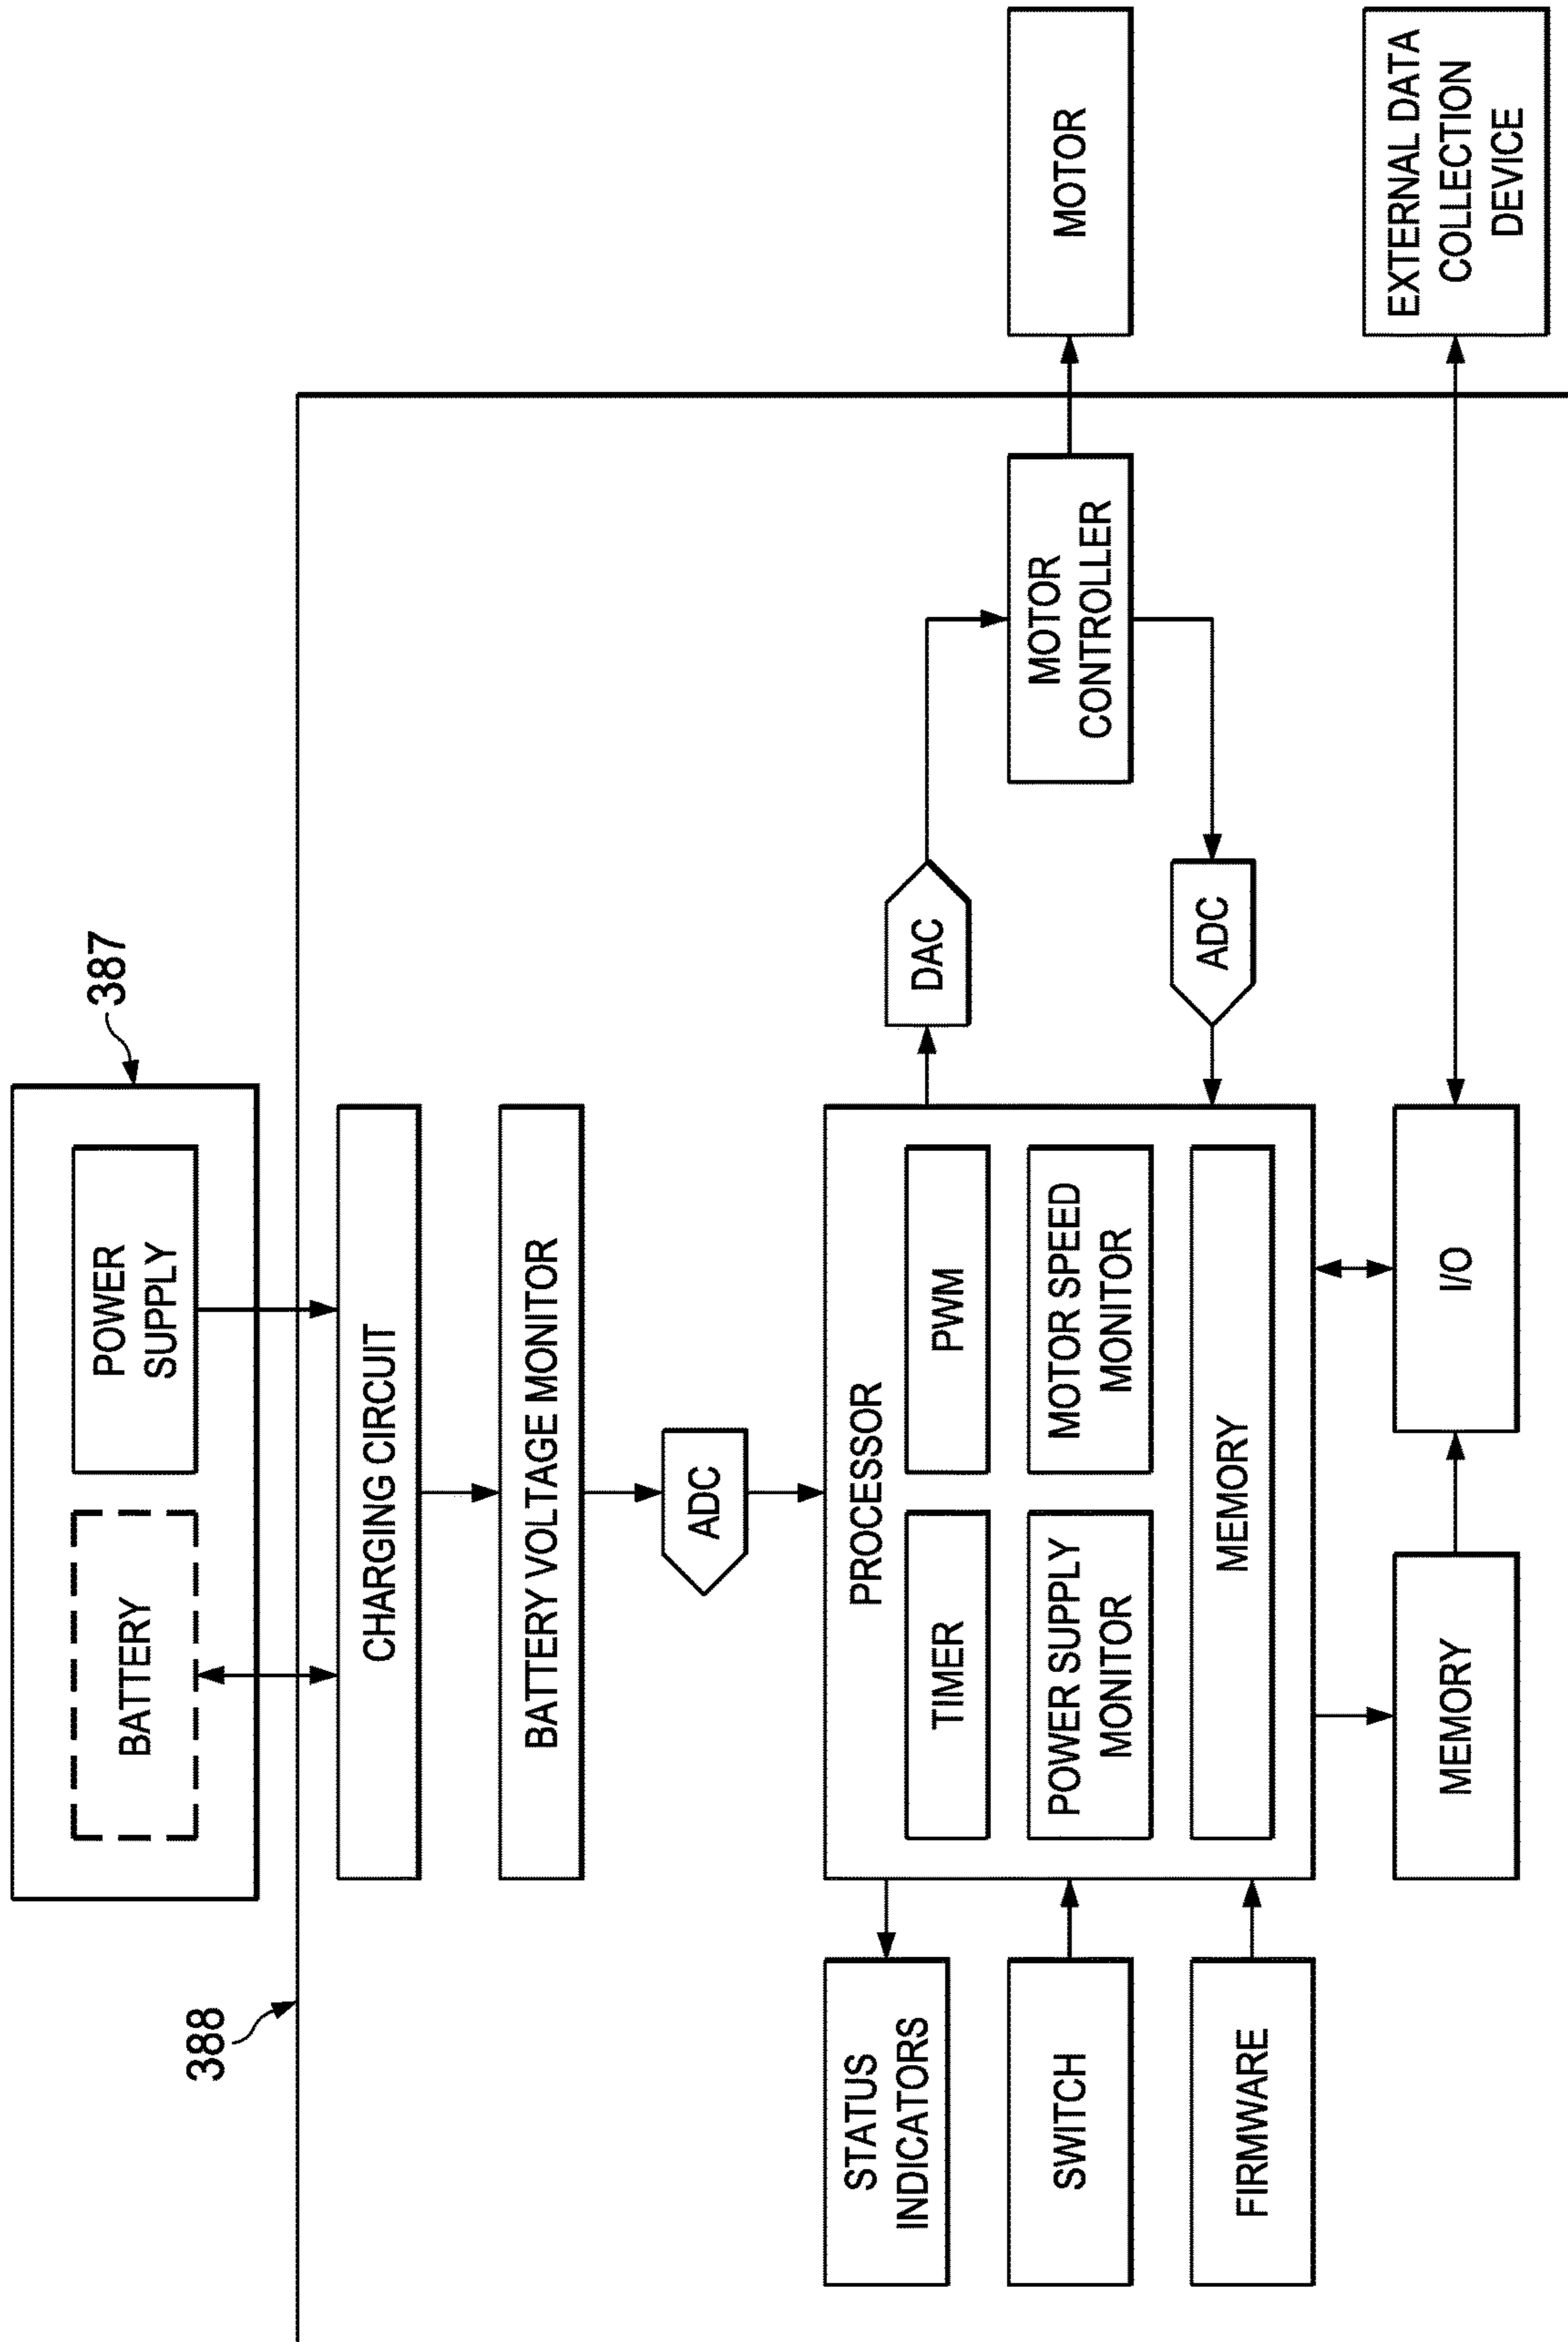 387
BATTERY
POWER
SUPPLY
388
CHARGING CIRCUIT
BATTERY VOLTAGE MONITOR
ADC
STATUS
INDICATORS
SWITCH
FIRMWARE
PROCESSOR
TIMER
PWM
POWER SUPPLY
MONITOR
MOTOR SPEED
MONITOR
MEMORY
DAC
ADC
MOTOR
CONTROLLER
MOTOR
MEMORY
I/O
EXTERNAL DATA
COLLECTION
DEVICE